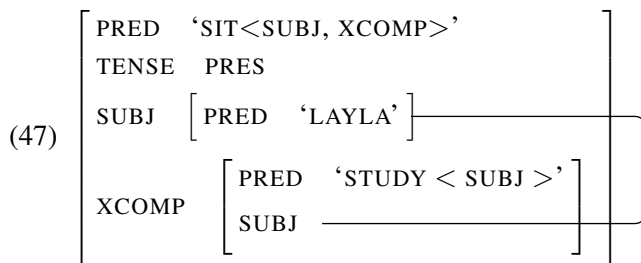 PRED ‘SIT<SUBJ, XCOMP>’
TENSE PRES
(47) SUBJ [PRED ‘LAYLA’]
XCOMP [PRED ‘STUDY < SUBJ >’
SUBJ ]